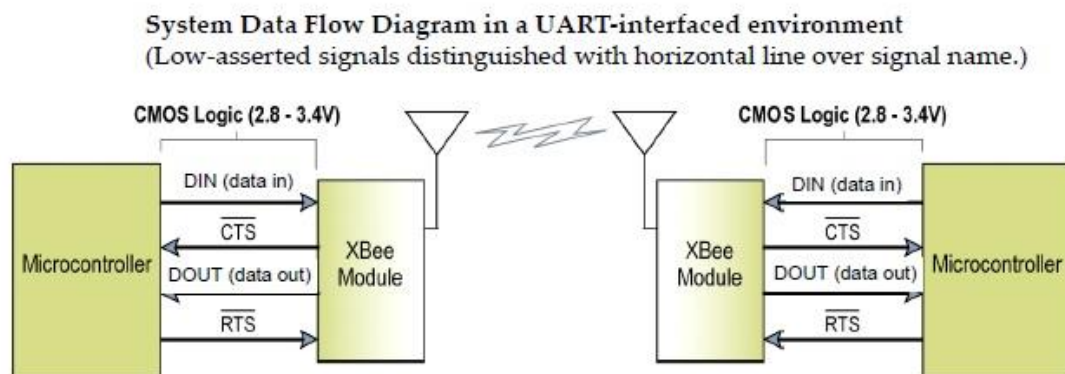 System Data Flow Diagram in a UART-interfaced environment
(Low-asserted signals distinguished with horizontal line over signal name.)
CMOS Logic (2.8 - 3.4V)
CMOS Logic (2.8 - 3.4V)
DIN (data in)
CTS
DOUT (data out)
RTS
Microcontroller
XBee
Module
XBee
Module
DIN (data in)
CTS
DOUT (data out)
RTS
Microcontroller